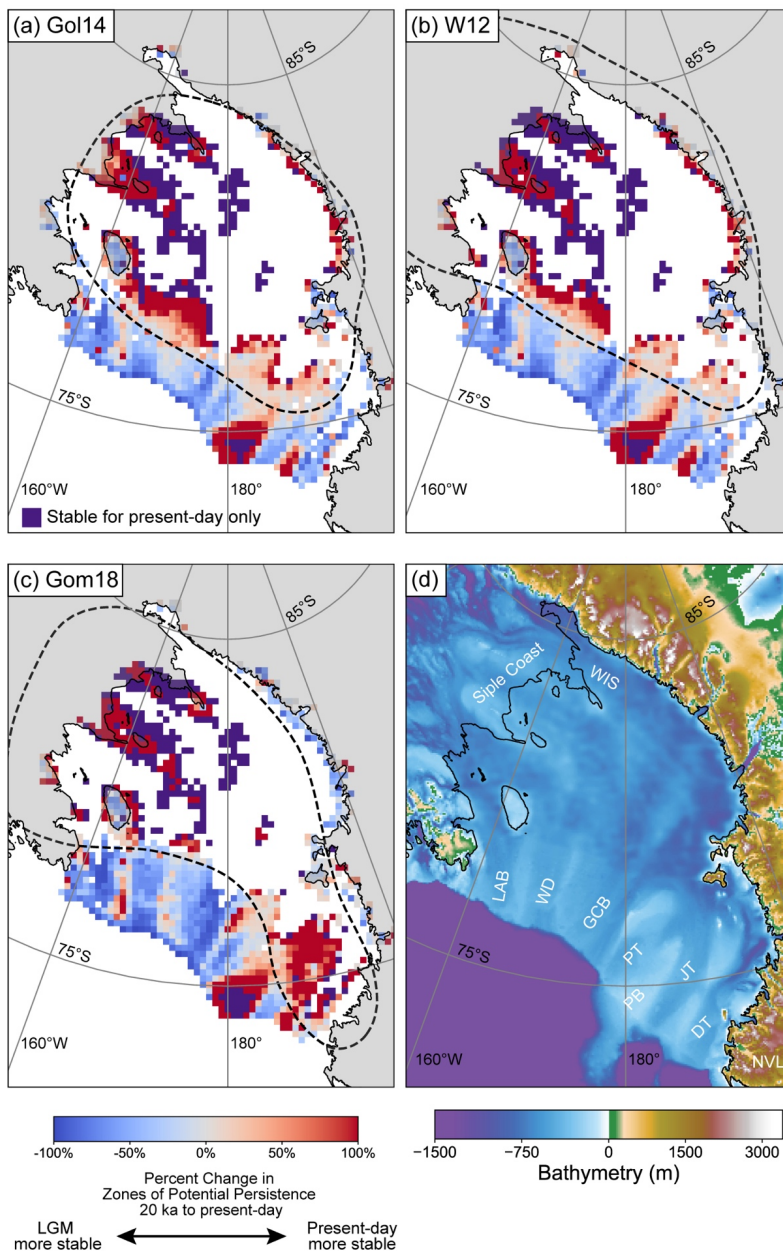 (a) Gol14
85°S
75°S
160°W
180°
Stable for present-day only
(b) W12
85°S
75°S
160°W
180°
(c) Gom18
85°S
75°S
160°W
180°
(d)
85°S
Siple Coast
WIS
LAB
WD
GCB
PT
JT
PB
DT
75°S
160°W
180°
NVL
-100% -50% 0% 50% 100%
Percent Change in
Zones of Potential Persistence
20 ka to present-day
LGM
more stable
Present-day
more stable
−1500 −750 0 1500 3000
Bathymetry (m)